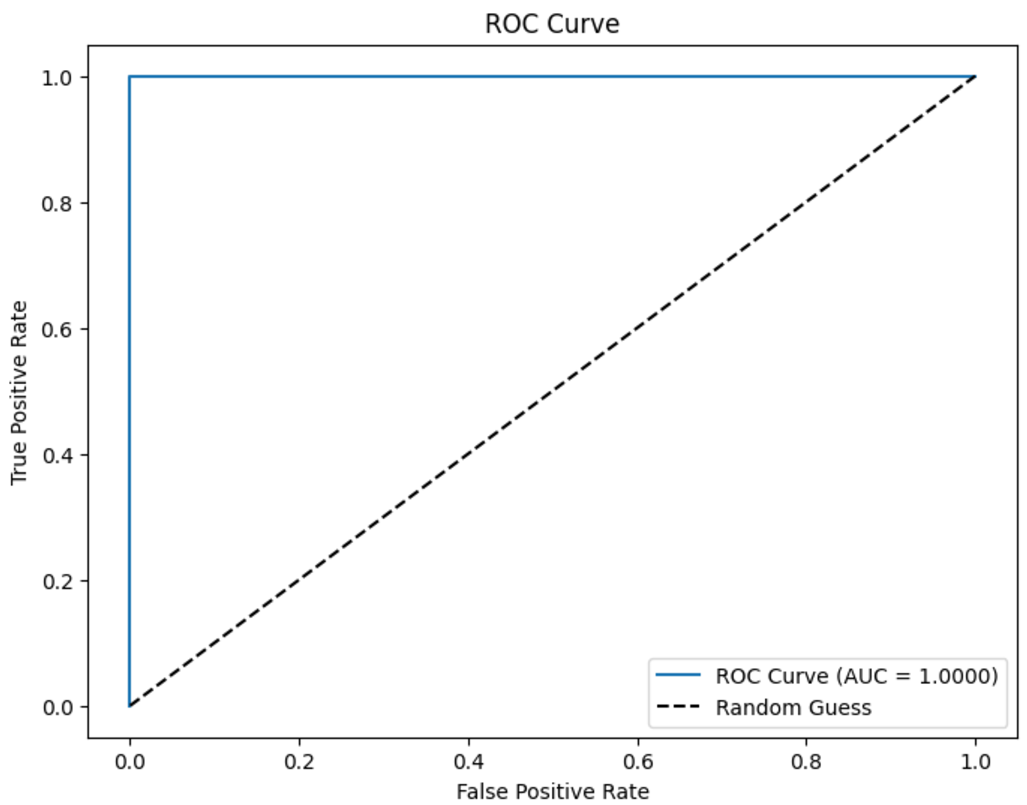 ROC Curve
1.0
0.8
0.6
0.4
0.2
0.0
True Positive Rate
ROC Curve (AUC = 1.0000)
Random Guess
0.0 0.2 0.4 0.6 0.8 1.0
False Positive Rate